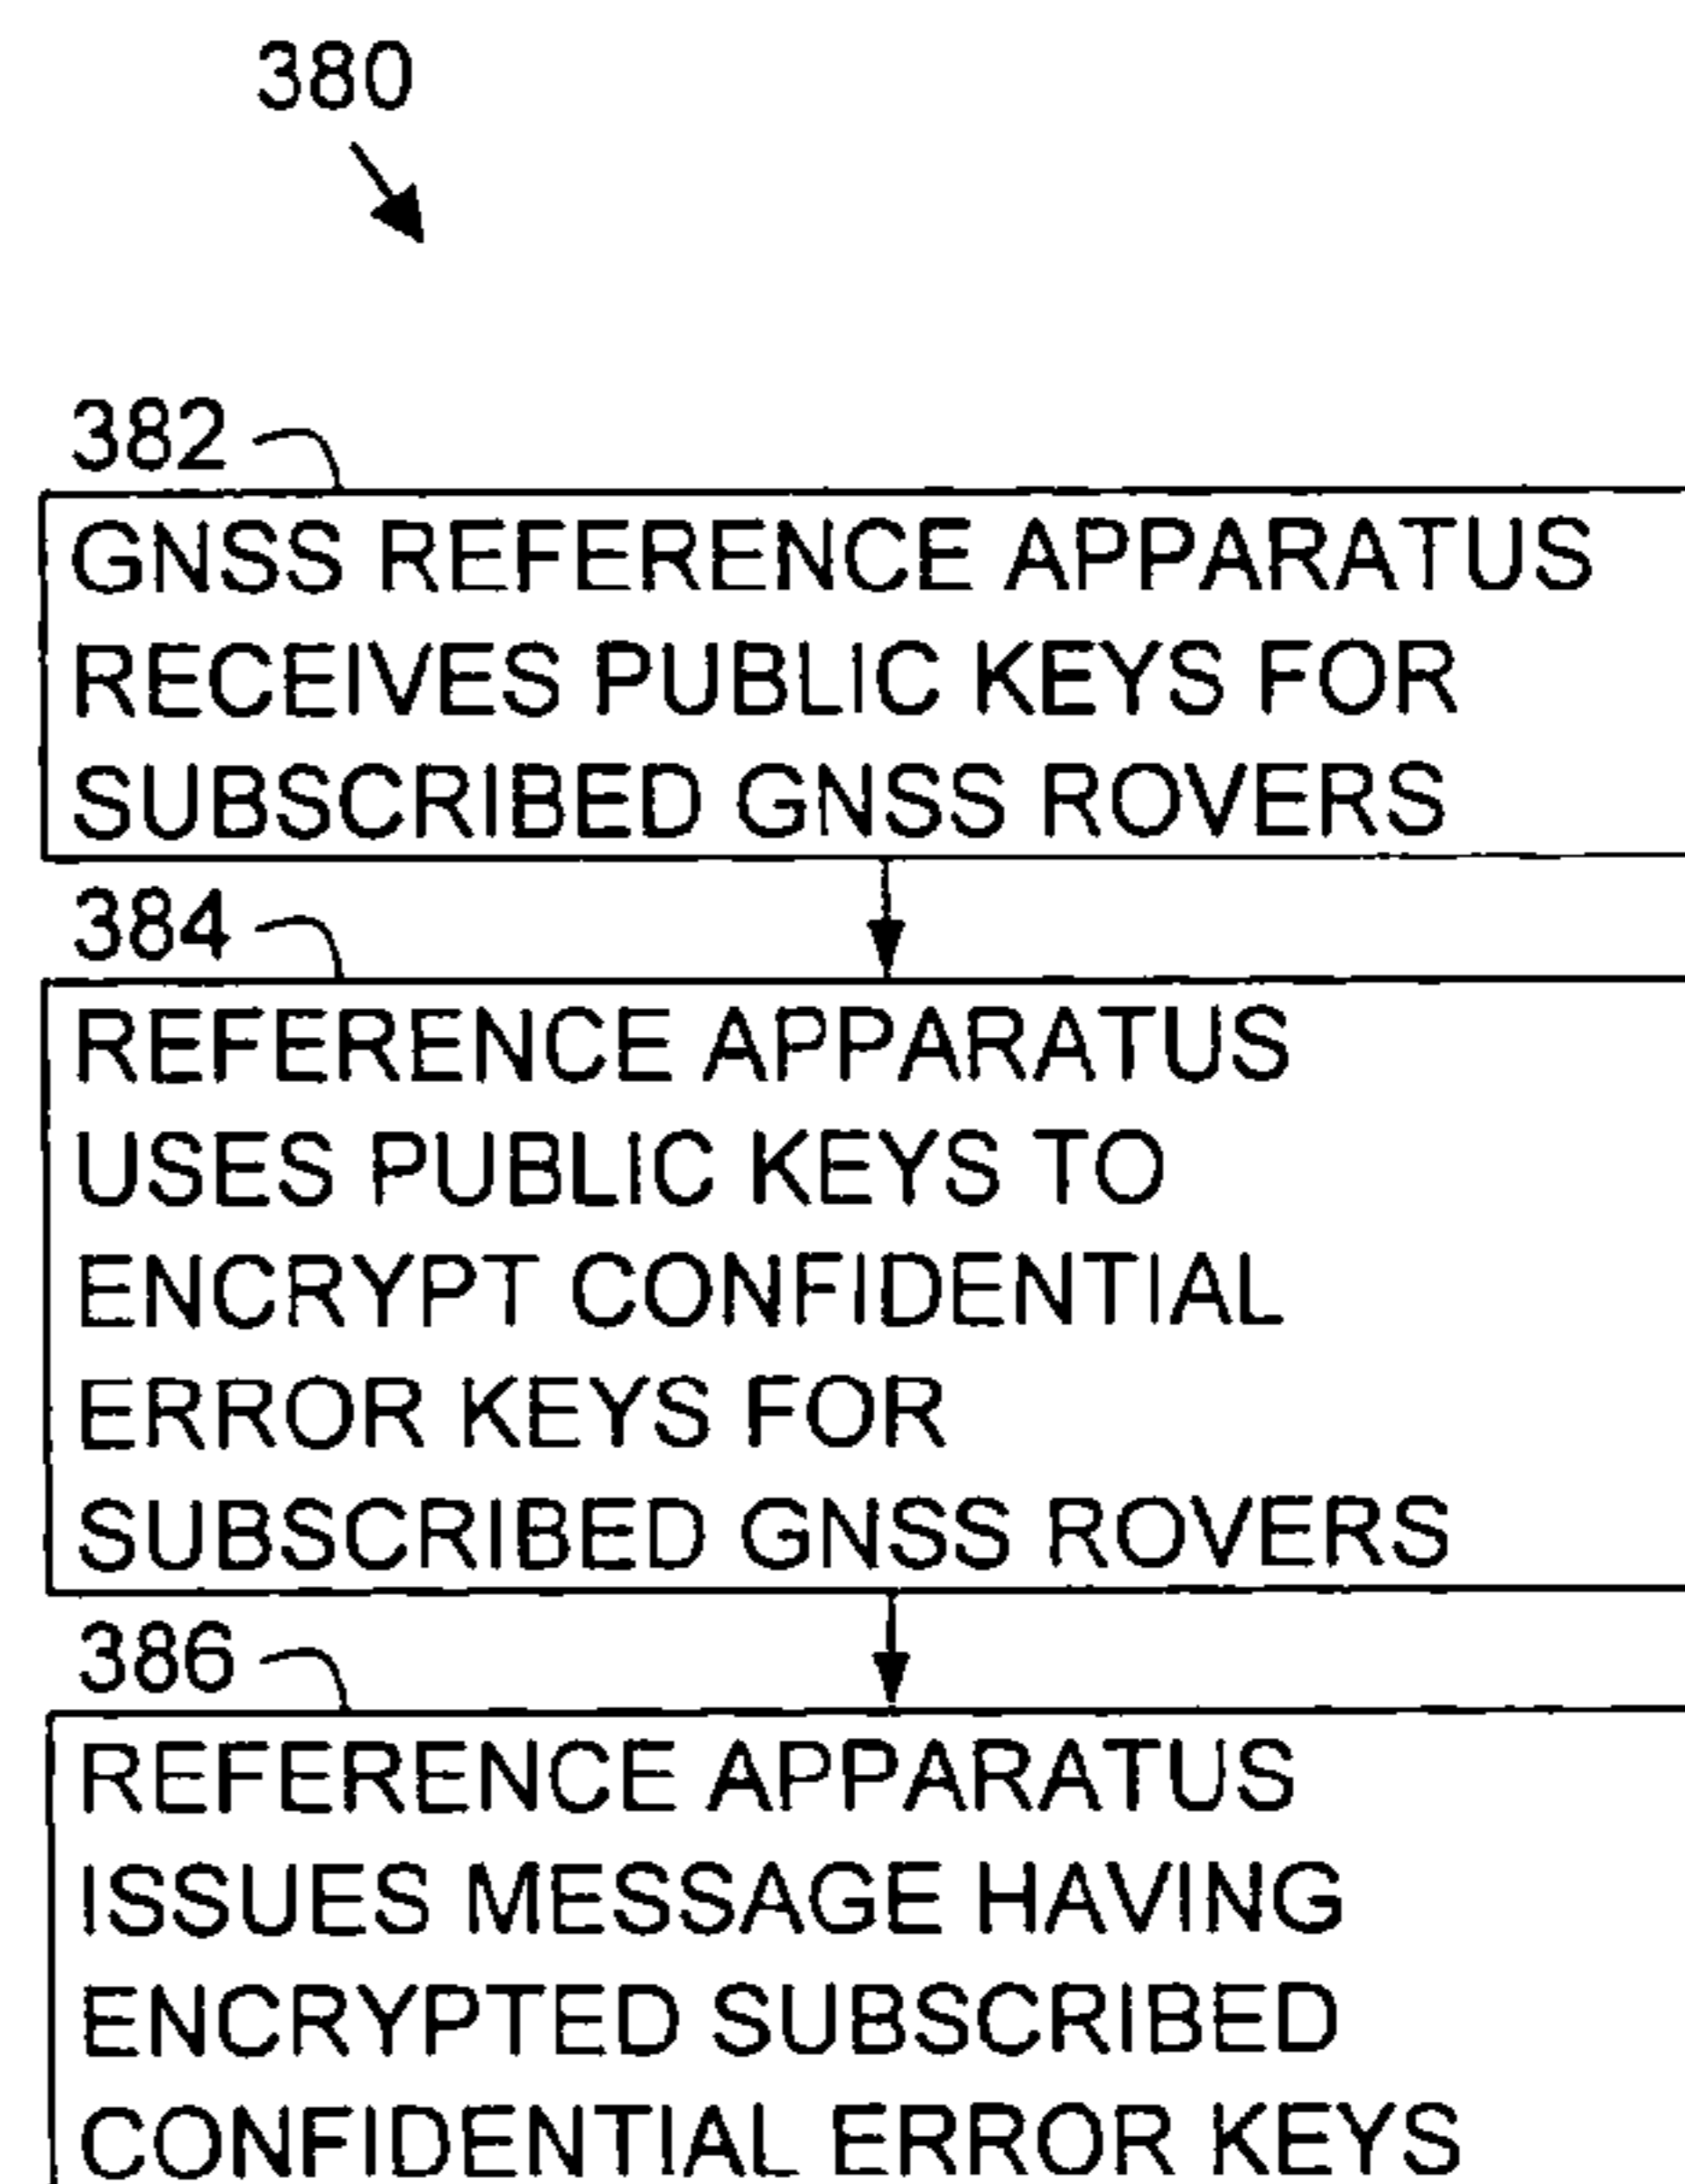 380
382
GNSS REFERENCE APPARATUS
RECEIVES PUBLIC KEYS FOR
SUBSCRIBED GNSS ROVERS
384
REFERENCE APPARATUS
USES PUBLIC KEYS TO
ENCRYPT CONFIDENTIAL
ERROR KEYS FOR
SUBSCRIBED GNSS ROVERS
386
REFERENCE APPARATUS
ISSUES MESSAGE HAVING
ENCRYPTED SUBSCRIBED
CONFIDENTIAL ERROR KEYS